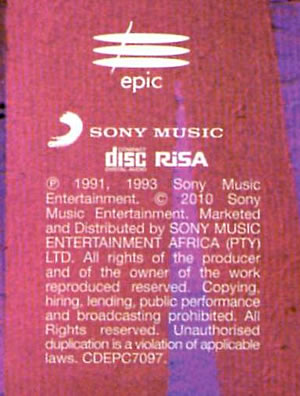 epic
SONY MUSIC
COMPACT
disc RiSA
DIGITAL AUDIO
℗ 1991, 1993 Sony Music
Entertainment. © 2010 Sony
Music Entertainment. Marketed
and Distributed by SONY MUSIC
ENTERTAINMENT AFRICA (PTY)
LTD. All rights of the producer
and of the owner of the work
reproduced reserved. Copying,
hiring, lending, public performance
and broadcasting prohibited. All
Rights reserved. Unauthorised
duplication is a violation of applicable
laws. CDEPC7097.